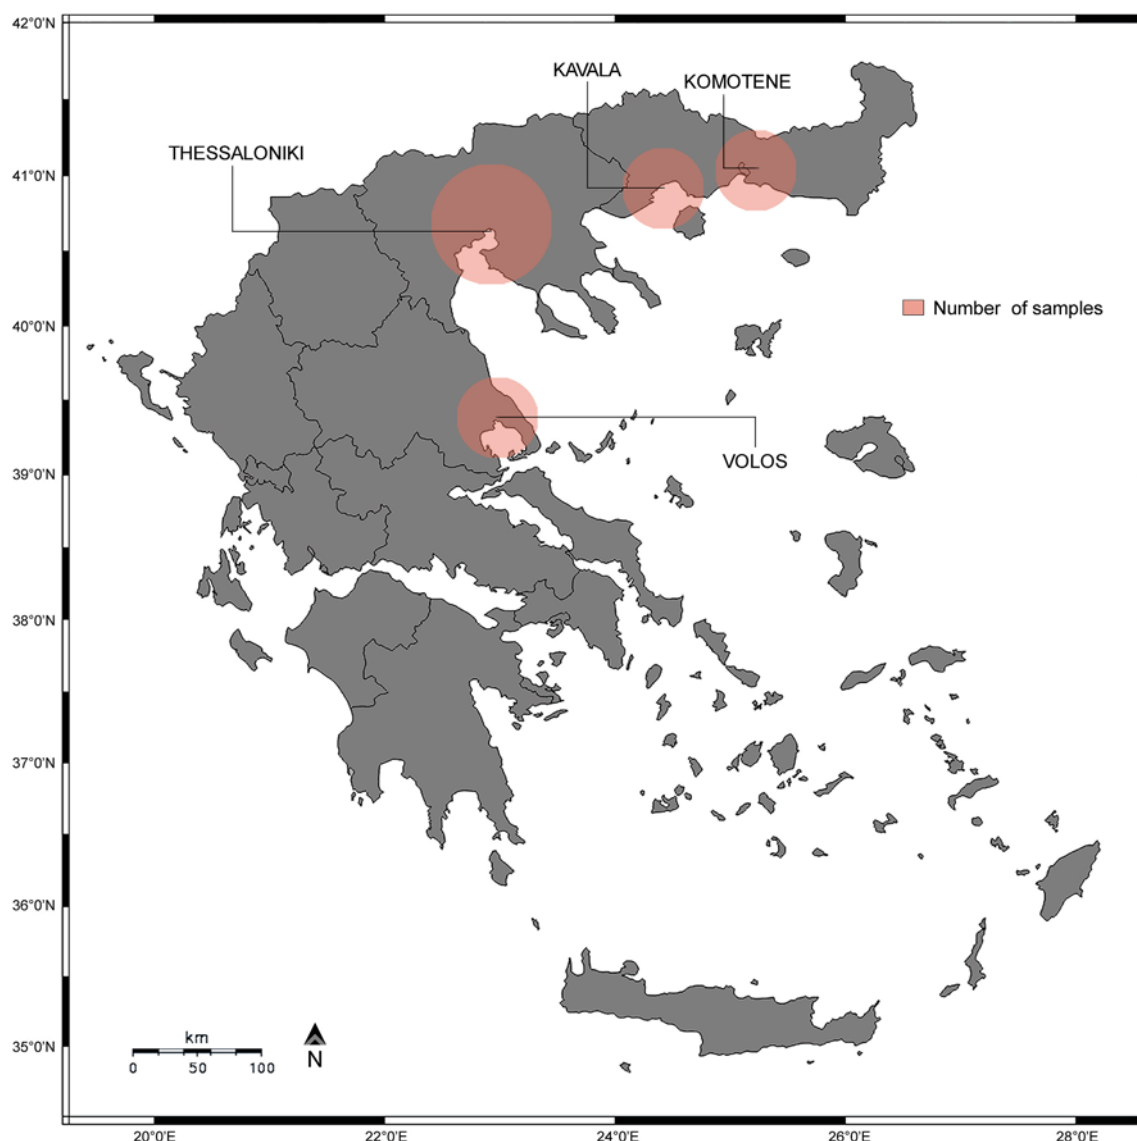 42°0'N
KAVALA
KOMOTENE
THESSALONIKI
41°0'N
Number of samples
40°0'N
VOLOS
39°0'N
38°0'N
37°0'N
36°0'N
35°0'N
km
0 50 100
N
20°0'E 22°0'E 24°0'E 26°0'E 28°0'E